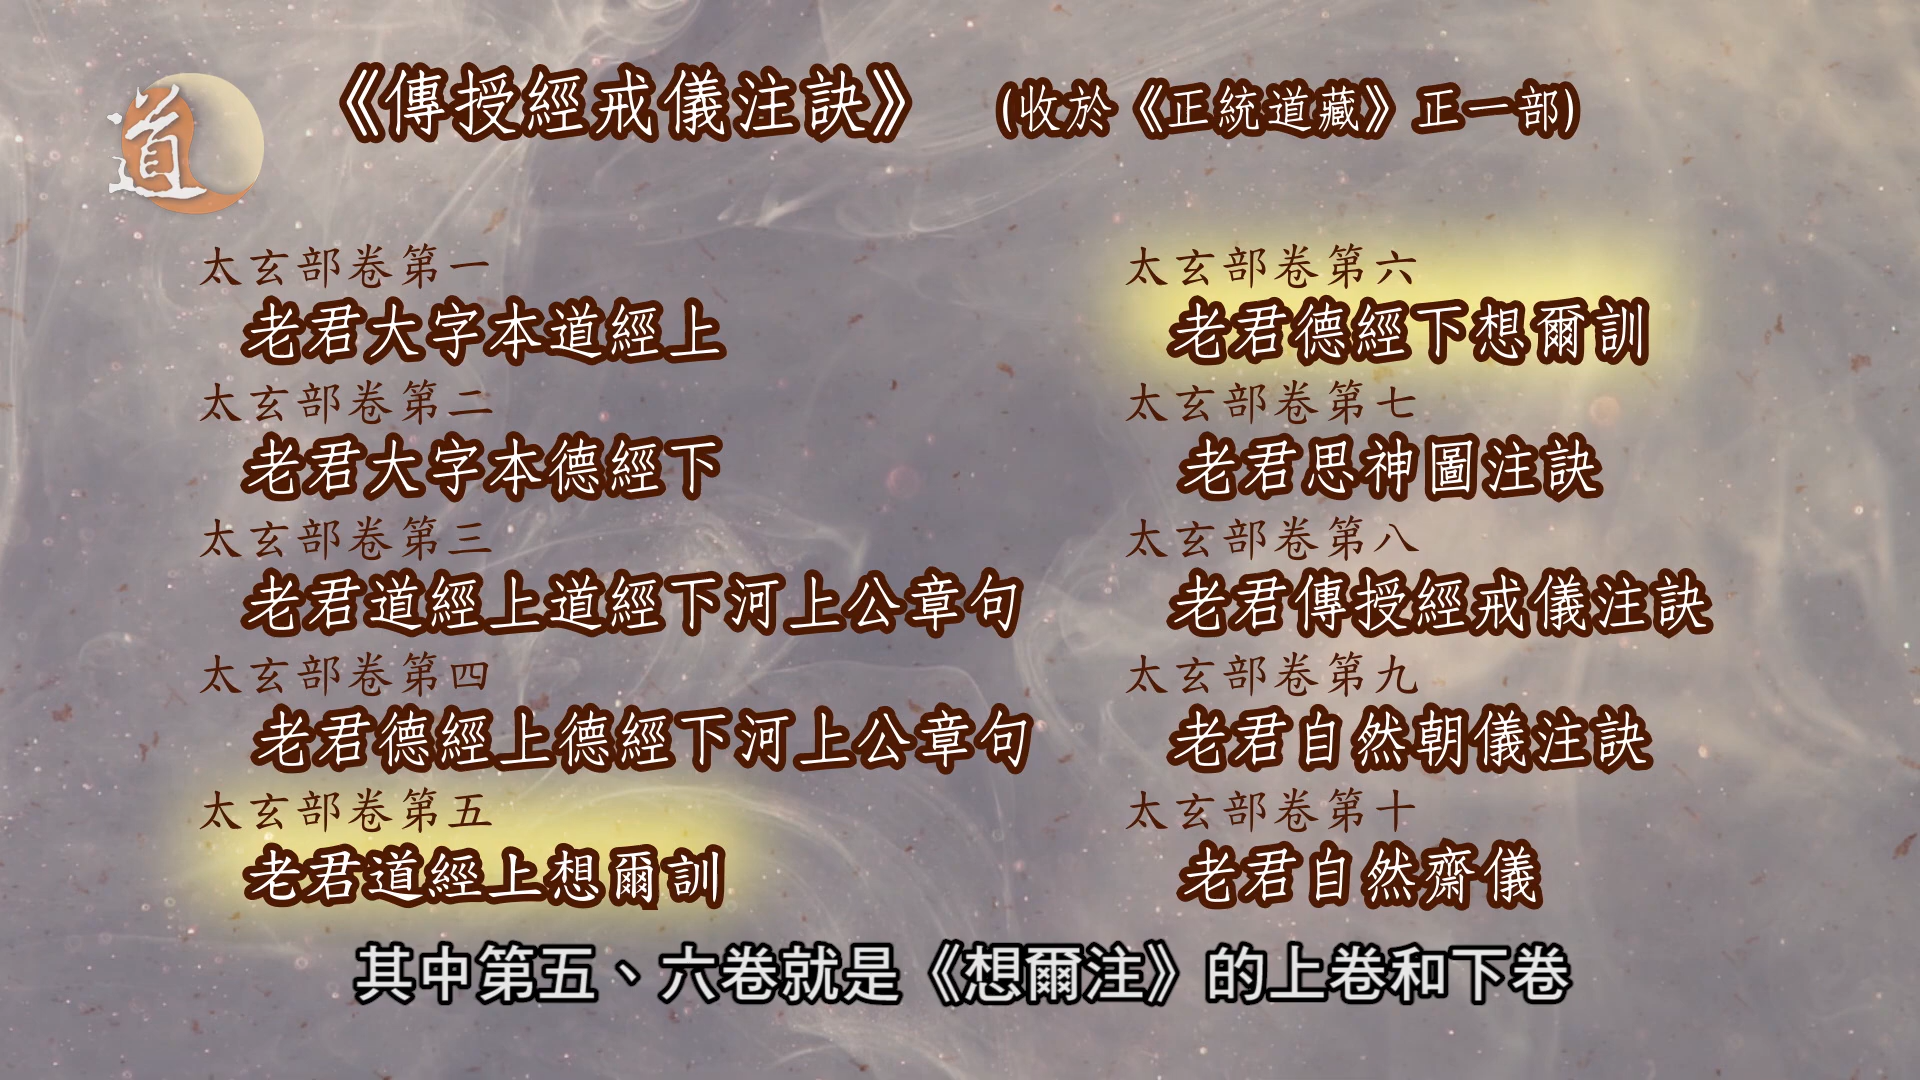 道
《傳授經戒儀注訣》 (收於《正統道藏》正一部)
太玄部卷第一
老君大字本道經上
太玄部卷第二
老君大字本德經下
太玄部卷第三
老君道經上道經下河上公章句
太玄部卷第四
老君德經上德經下河上公章句
太玄部卷第五
老君道經上想爾訓
太玄部卷第六
老君德經下想爾訓
太玄部卷第七
老君思神圖注訣
太玄部卷第八
老君傳授經戒儀注訣
太玄部卷第九
老君自然朝儀注訣
太玄部卷第十
老君自然齋儀
其中第五、六卷就是《想爾注》的上卷和下卷